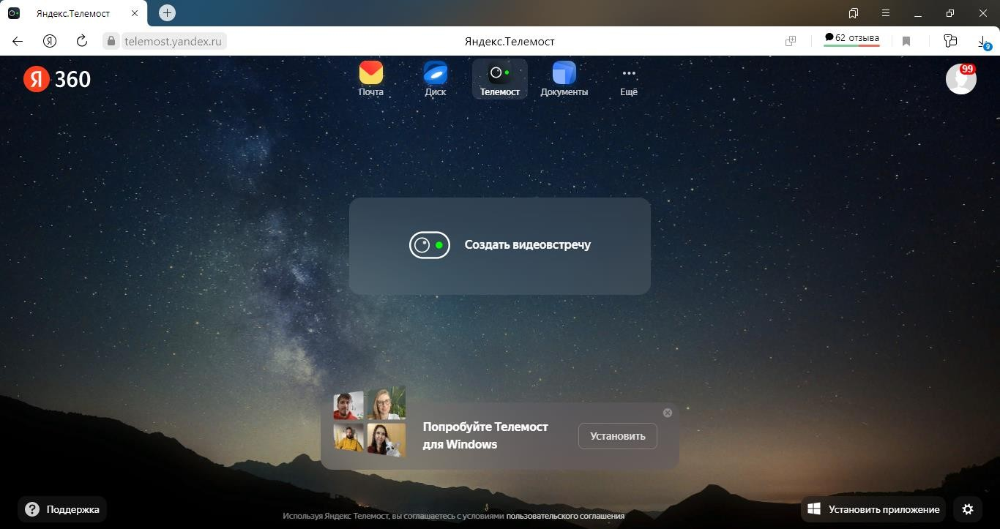 Яндекс.Телемост
telemost.yandex.ru
Яндекс.Телемост
62 отзыва
9
Я 360
Почта
Диск
Телемост
Документы
Ещё
99
Создать видеовстречу
Попробуйте Телемост
для Windows
Установить
Поддержка
Используя Яндекс Телемост, вы соглашаетесь с условиями пользовательского соглашения
Установить приложение